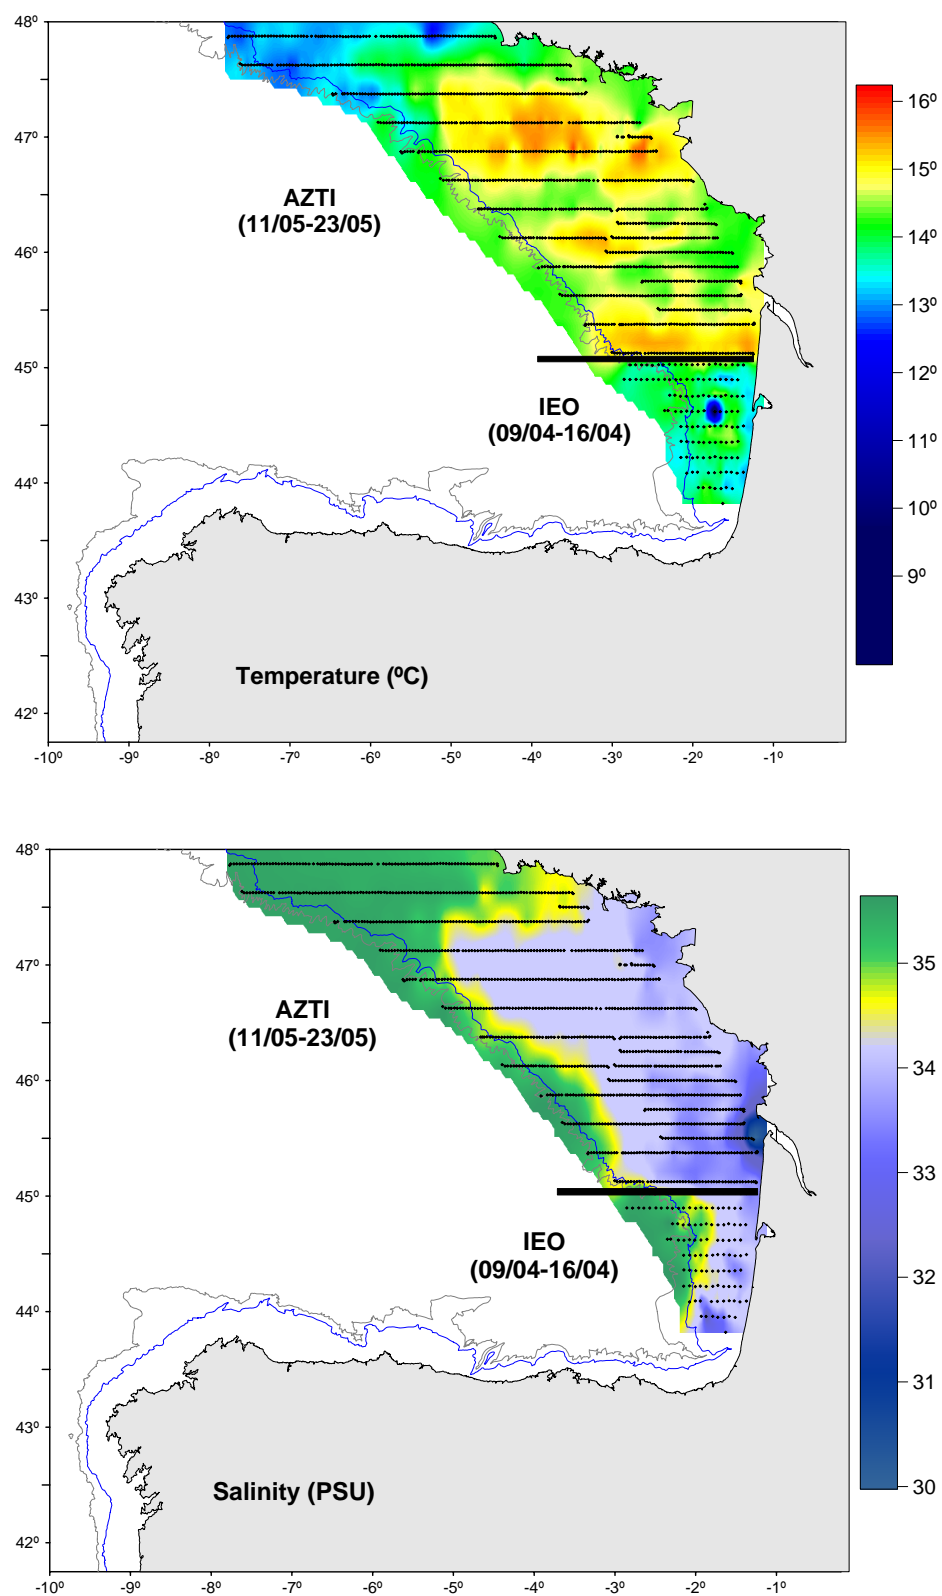 48º
47º
46º
45º
44º
43º
42º
AZTI
(11/05-23/05)
IEO
(09/04-16/04)
Temperature (ºC)
-10º -9º -8º -7º -6º -5º -4º -3º -2º -1º
16º
15º
14º
13º
12º
11º
10º
9º
48º
47º
46º
45º
44º
43º
42º
AZTI
(11/05-23/05)
IEO
(09/04-16/04)
Salinity (PSU)
-10º -9º -8º -7º -6º -5º -4º -3º -2º -1º
35
34
33
32
31
30